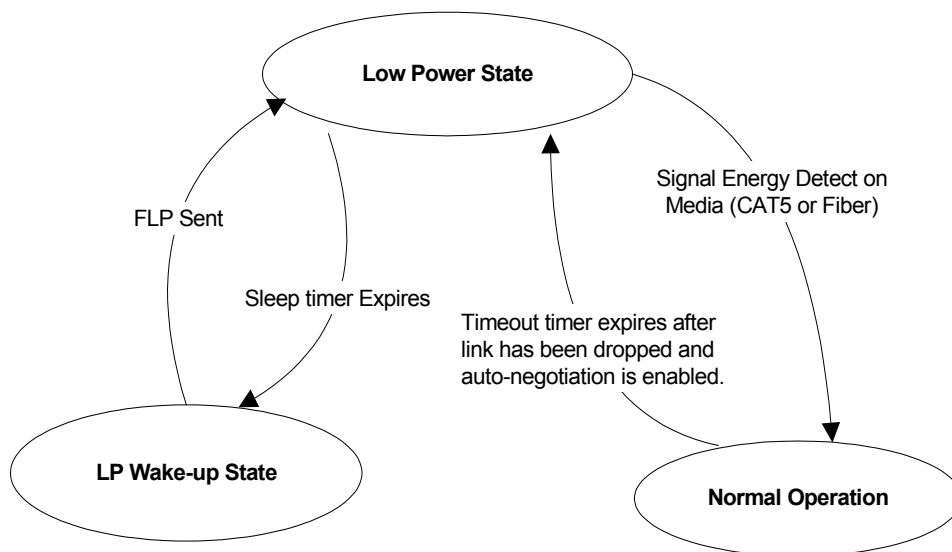 Low Power State
Signal Energy Detect on
Media (CAT5 or Fiber)
FLP Sent
Sleep timer Expires
Timeout timer expires after
link has been dropped and
auto-negotiation is enabled.
LP Wake-up State
Normal Operation